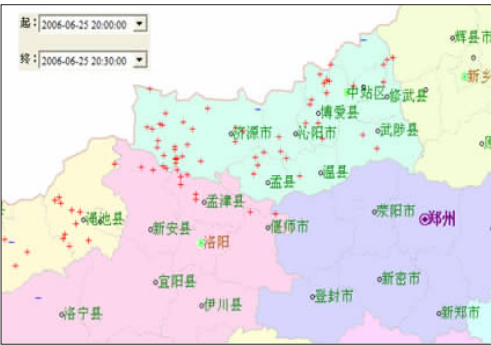 起：2006-06-25 20:00:00
终：2006-06-25 20:30:00
辉县市
新乡
中站区
修武县
博爱县
济源市
沁阳市
武陟县
孟县
温县
渑池县
孟津县
荥阳市
郑州
新安县
偃师市
洛阳
宜阳县
新密市
登封市
洛宁县
伊川县
新郑市